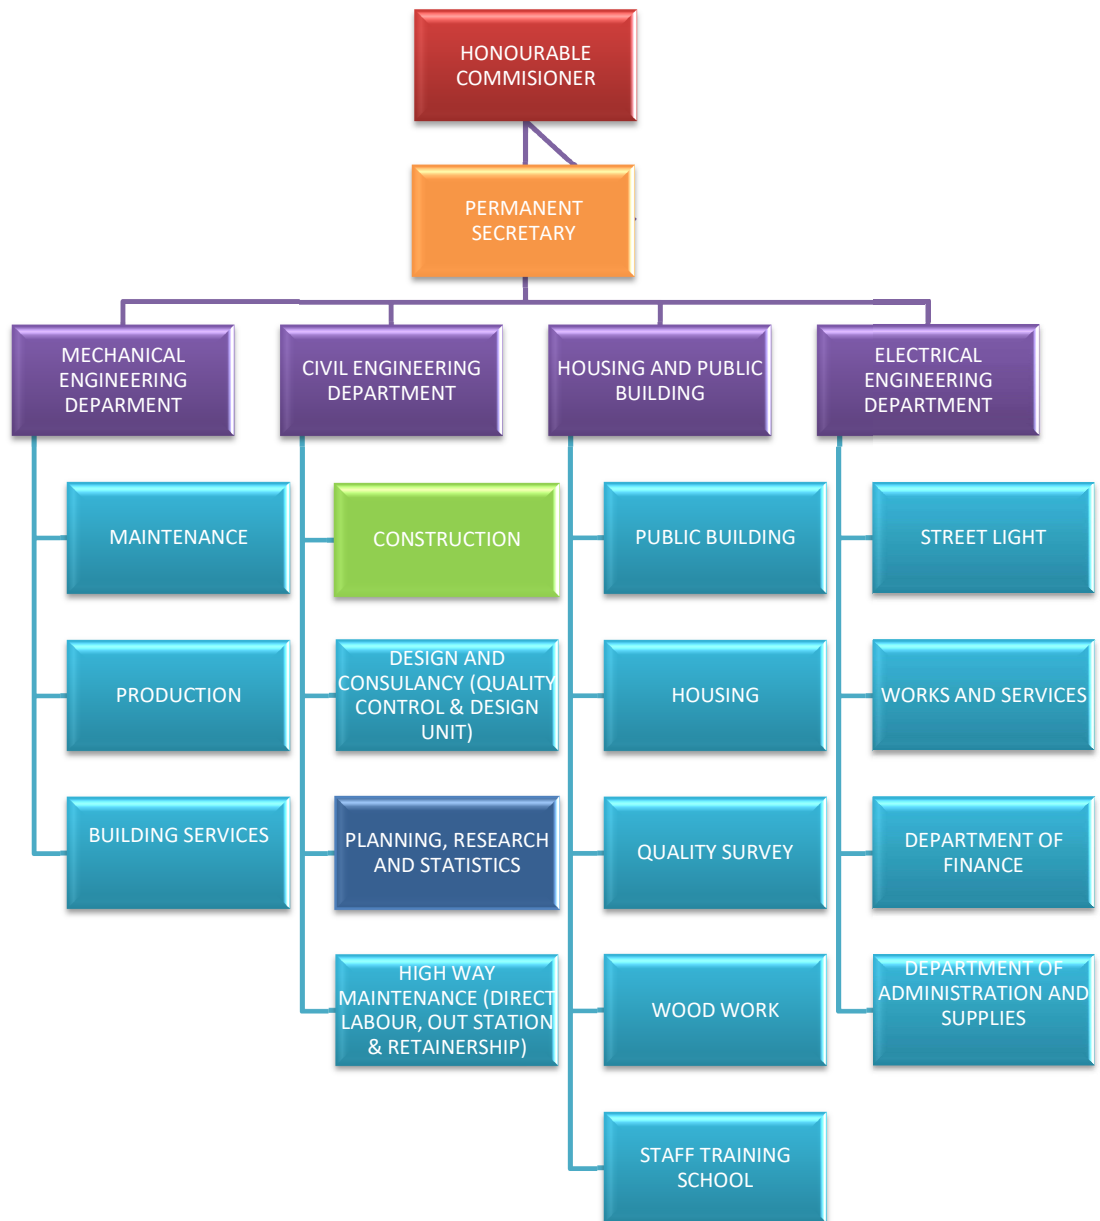 HONOURABLE
COMMISIONER
PERMANENT
SECRETARY
MECHANICAL
ENGINEERING
DEPARMENT
CIVIL ENGINEERING
DEPARTMENT
HOUSING AND PUBLIC
BUILDING
ELECTRICAL
ENGINEERING
DEPARTMENT
MAINTENANCE
CONSTRUCTION
PUBLIC BUILDING
STREET LIGHT
PRODUCTION
DESIGN AND
CONSULANCY (QUALITY
CONTROL & DESIGN
UNIT)
HOUSING
WORKS AND SERVICES
BUILDING SERVICES
PLANNING, RESEARCH
AND STATISTICS
QUALITY SURVEY
DEPARTMENT OF
FINANCE
HIGH WAY
MAINTENANCE (DIRECT
LABOUR, OUT STATION
& RETAINERSHIP)
WOOD WORK
DEPARTMENT OF
ADMINISTRATION AND
SUPPLIES
STAFF TRAINING
SCHOOL